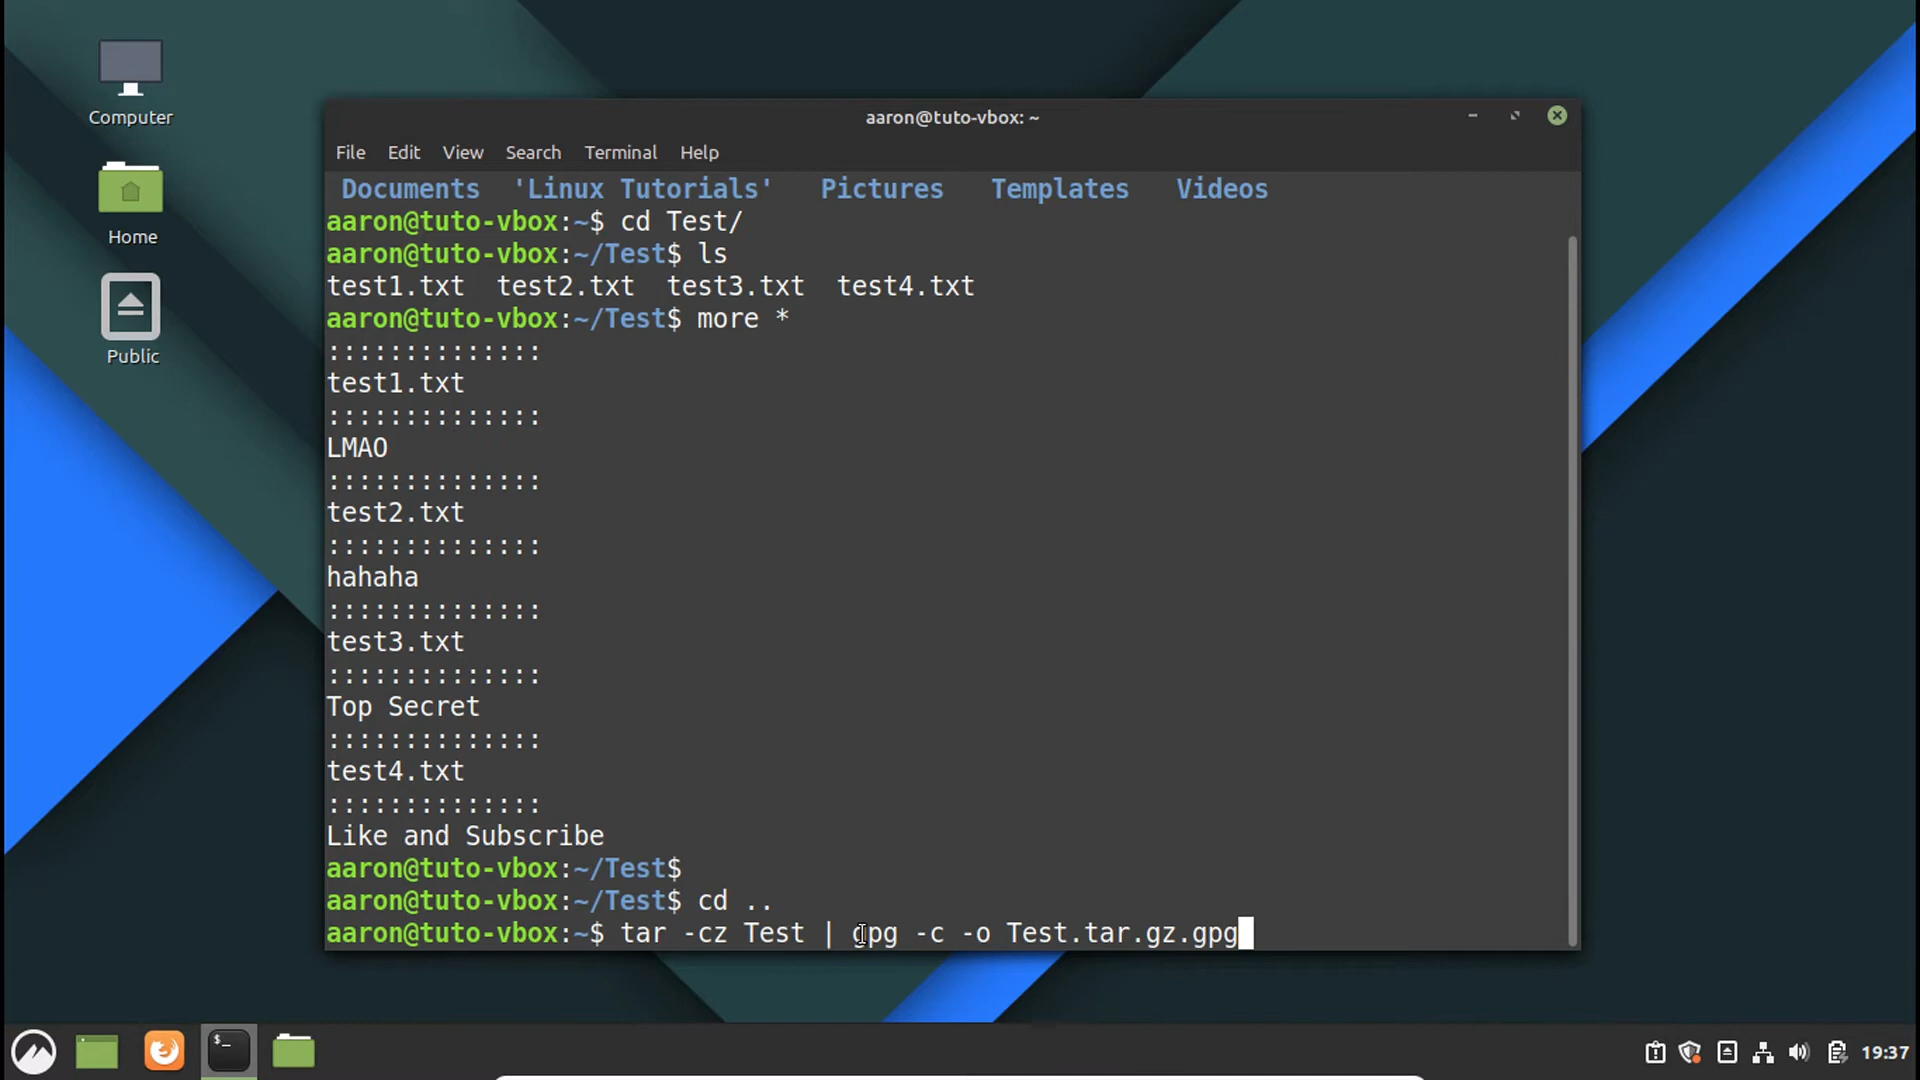 Computer
Home
Public
aaron@tuto-vbox: ~
File Edit View Search Terminal Help
Documents 'Linux Tutorials' Pictures Templates Videos
aaron@tuto-vbox:~$ cd Test/
aaron@tuto-vbox:~/Test$ ls
test1.txt test2.txt test3.txt test4.txt
aaron@tuto-vbox:~/Test$ more *
::::::::::::::
test1.txt
::::::::::::::
LMAO
::::::::::::::
test2.txt
::::::::::::::
hahaha
::::::::::::::
test3.txt
::::::::::::::
Top Secret
::::::::::::::
test4.txt
::::::::::::::
Like and Subscribe
aaron@tuto-vbox:~/Test$
aaron@tuto-vbox:~/Test$ cd ..
aaron@tuto-vbox:~$ tar -cz Test | gpg -c -o Test.tar.gz.gpg
$_
19:37